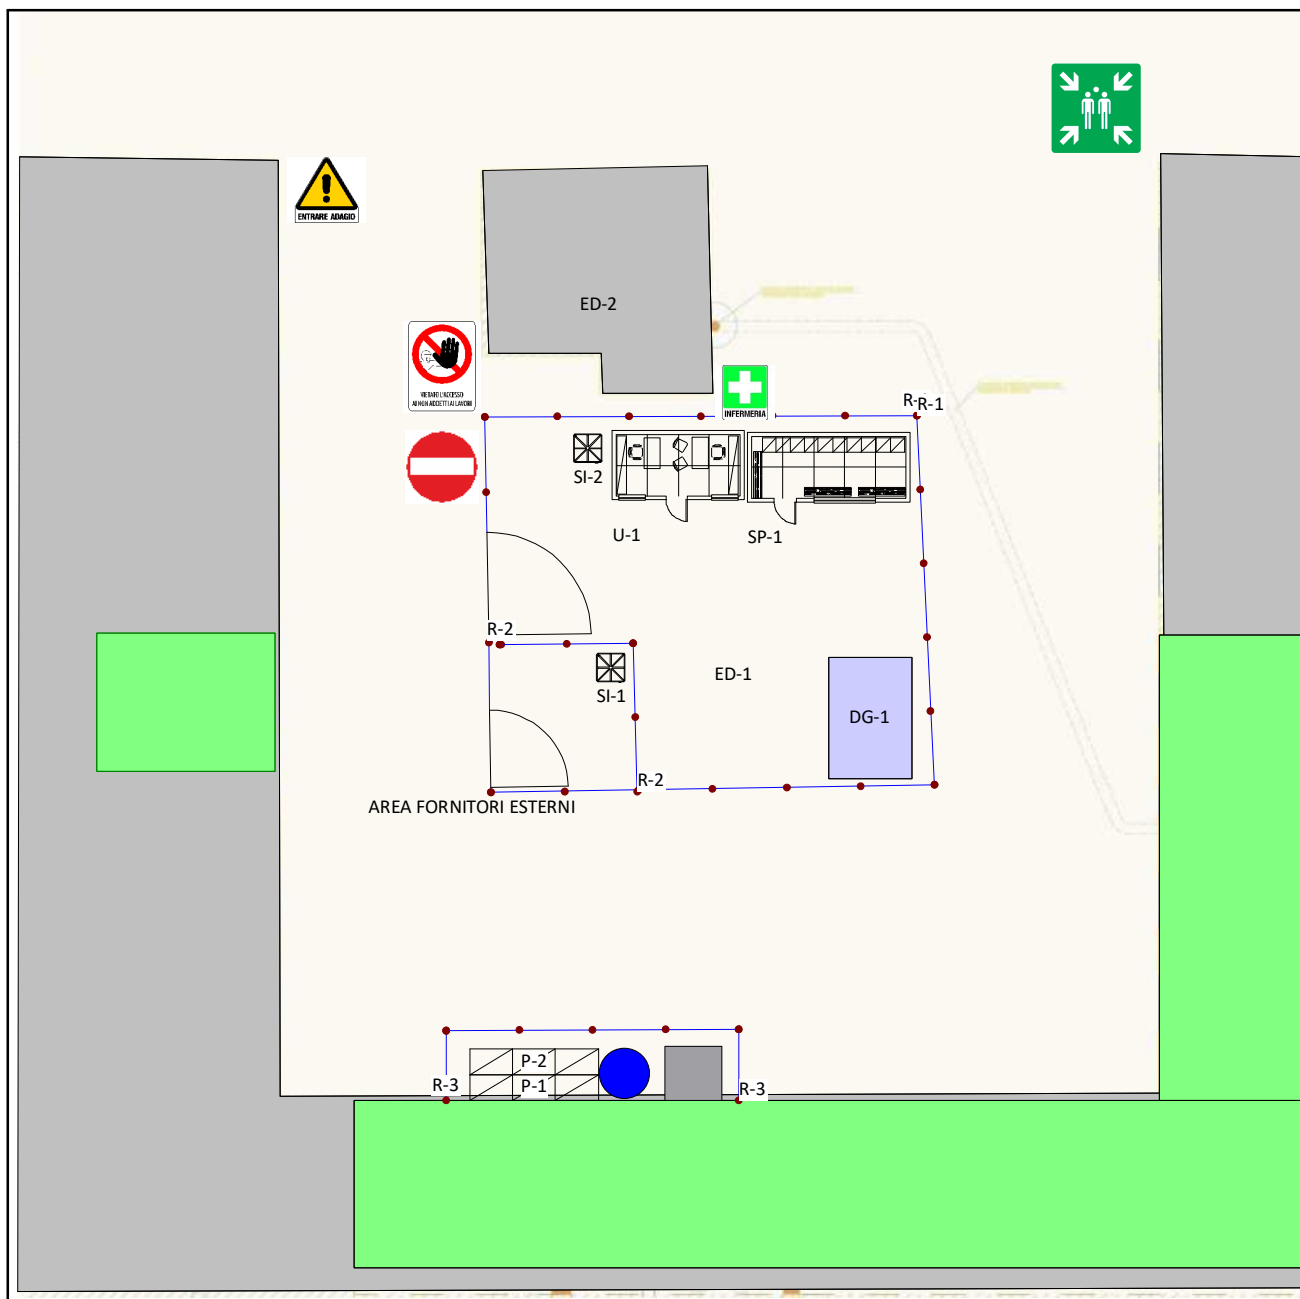 ENTRARE ADAGIO
ED-2
VIETATO L'ACCESSO
AI NON ADDETTI AI LAVORI
INFERMERIA
R-1
SI-2
U-1
SP-1
R-2
SI-1
ED-1
DG-1
R-2
AREA FORNITORI ESTERNI
P-2
P-1
R-3
R-3